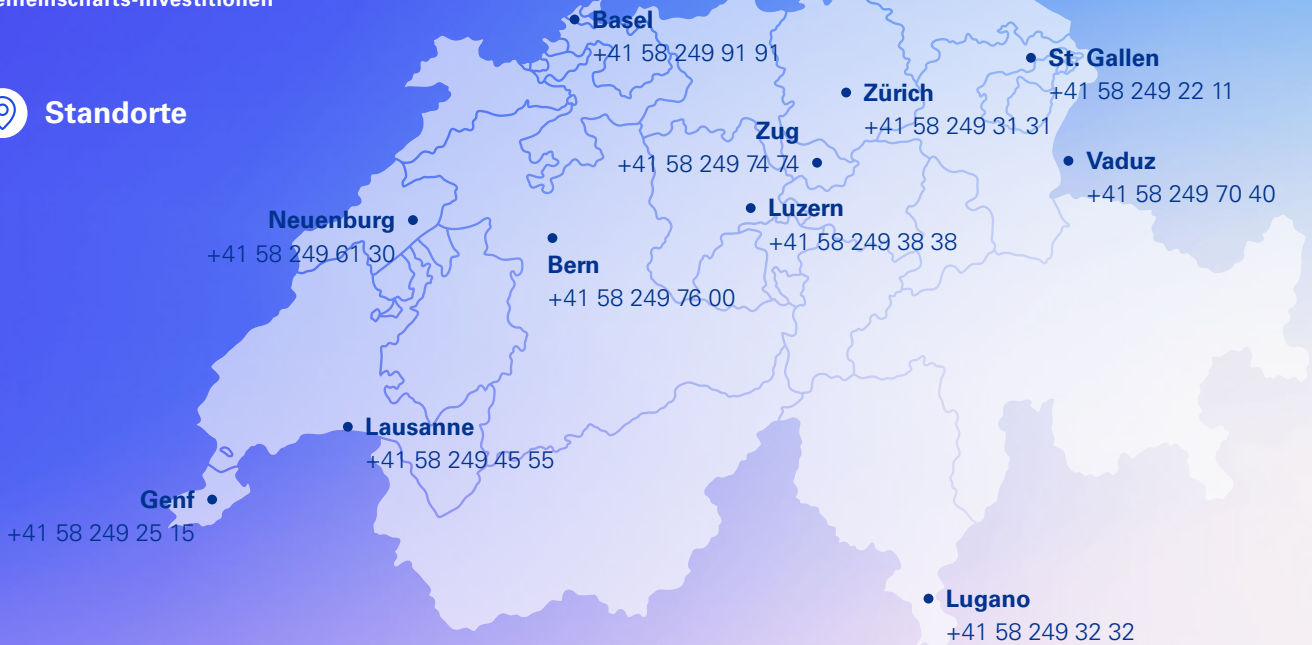 Basel
+41 58 249 91 91
St. Gallen
+41 58 249 22 11
Standorte
Zürich
+41 58 249 31 31
Zug
+41 58 249 74 74
Vaduz
+41 58 249 70 40
Neuenburg
+41 58 249 61 30
Luzern
+41 58 249 38 38
Bern
+41 58 249 76 00
Lausanne
+41 58 249 45 55
Genf
+41 58 249 25 15
Lugano
+41 58 249 32 32